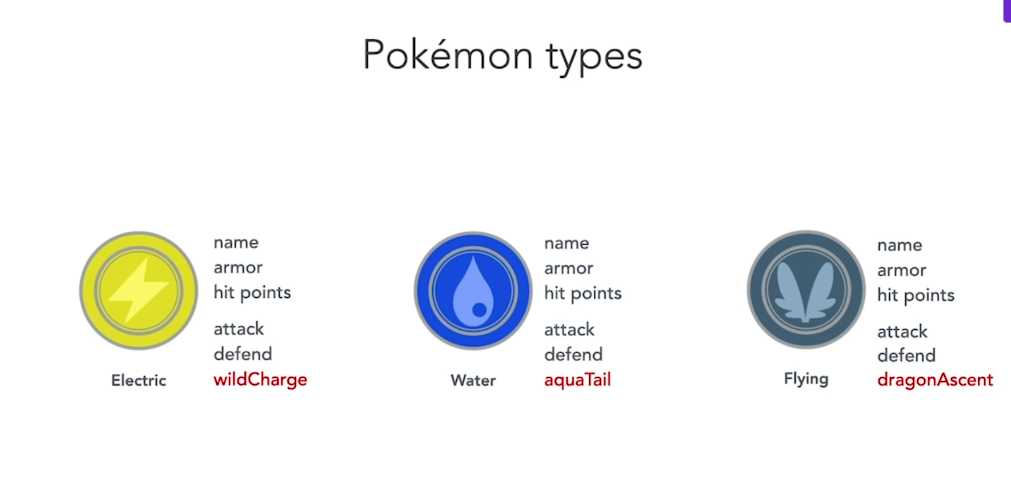 Pokémon types
name
armor
hit points
attack
defend
wildCharge
Electric
name
armor
hit points
attack
defend
aquaTail
Water
name
armor
hit points
attack
defend
dragonAscent
Flying